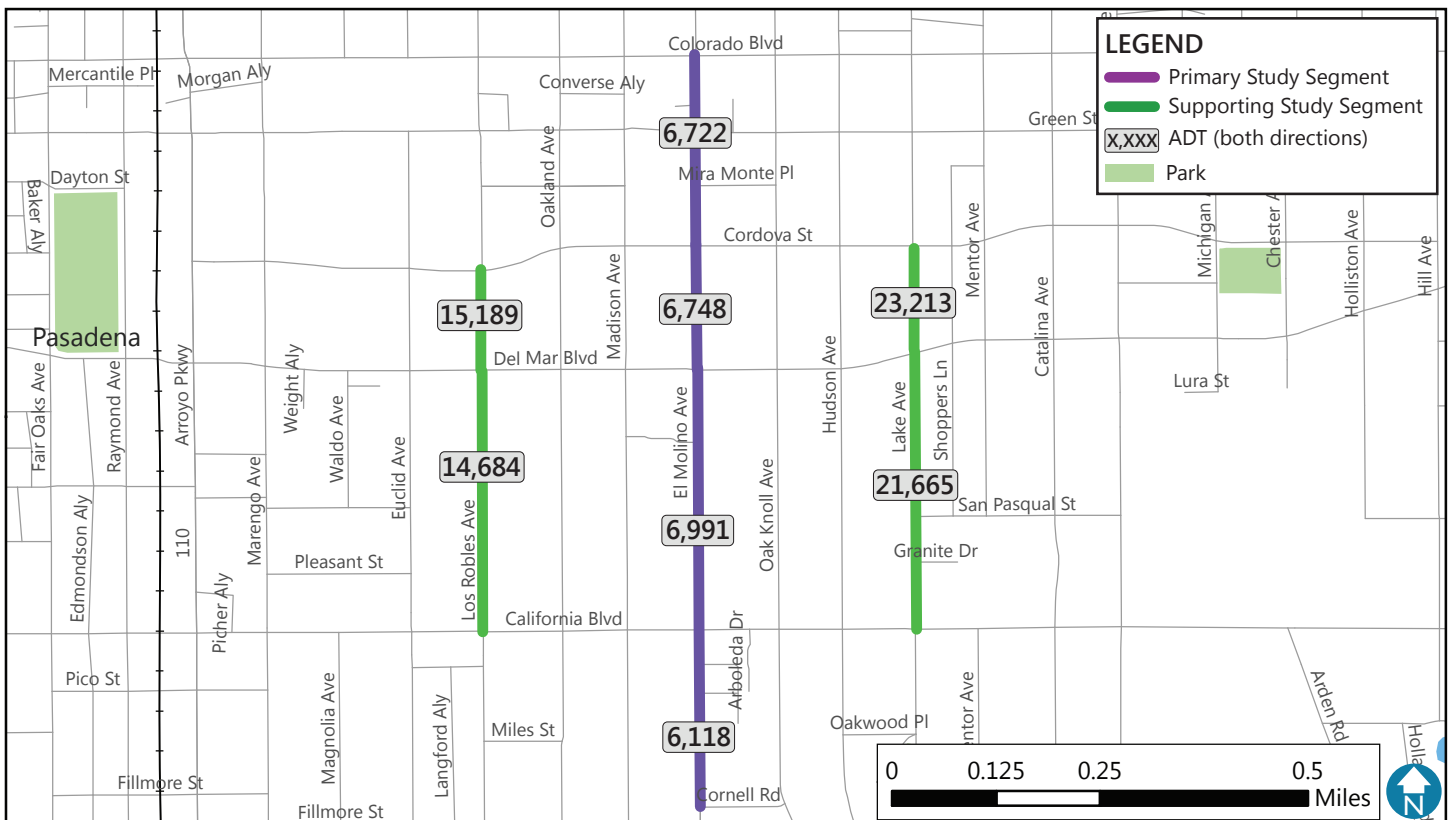 Colorado Blvd
LEGEND
Primary Study Segment
Supporting Study Segment
X,XXX ADT (both directions)
Park
Mercantile Pl
Morgan Aly
Converse Aly
Green St
6,722
Mira Monte Pl
Dayton St
Baker Aly
Oakland Ave
Cordova St
Mentor Ave
Michigan
Chester
Holliston Ave
Hill Ave
15,189
Madison Ave
6,748
23,213
Catalina Ave
Pasadena
Del Mar Blvd
Arroyo Pkwy
Weight Aly
Waldo Ave
Hudson Ave
Lake Ave
Shoppers Ln
Lura St
Fair Oaks Ave
Raymond Ave
Euclid Ave
El Molino Ave
14,684
21,665
Marengo Ave
Oak Knoll Ave
San Pasqual St
Edmondson Aly
110
6,991
Los Robles Ave
Granite Dr
Pleasant St
Picher Aly
California Blvd
Arboleda Dr
Pico St
Magnolia Ave
Langford Aly
Miles St
6,118
Oakwood Pl
entor Ave
Arden Rd
Holla
Fillmore St
Fillmore St
Cornell Rd
0 0.125 0.25 0.5
Miles
N